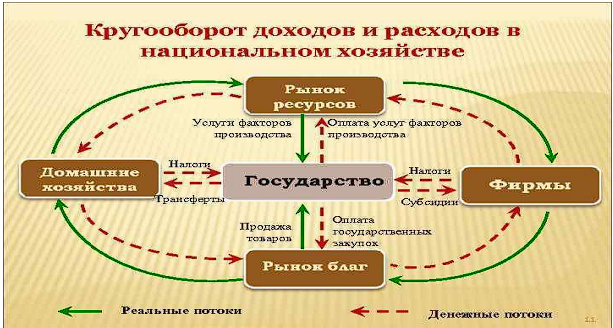 Кругооборот доходов и расходов в
национальном хозяйстве
Рынок
ресурсов
Услуги факторов
производства
Оплата услуг факторов
производства
Домашние
хозяйства
Налоги
Трансферты
Государство
Налоги
Субсидии
Фирмы
Продажа
товаров
Оплата
государственных
закупок
Рынок благ
Реальные потоки
Денежные потоки